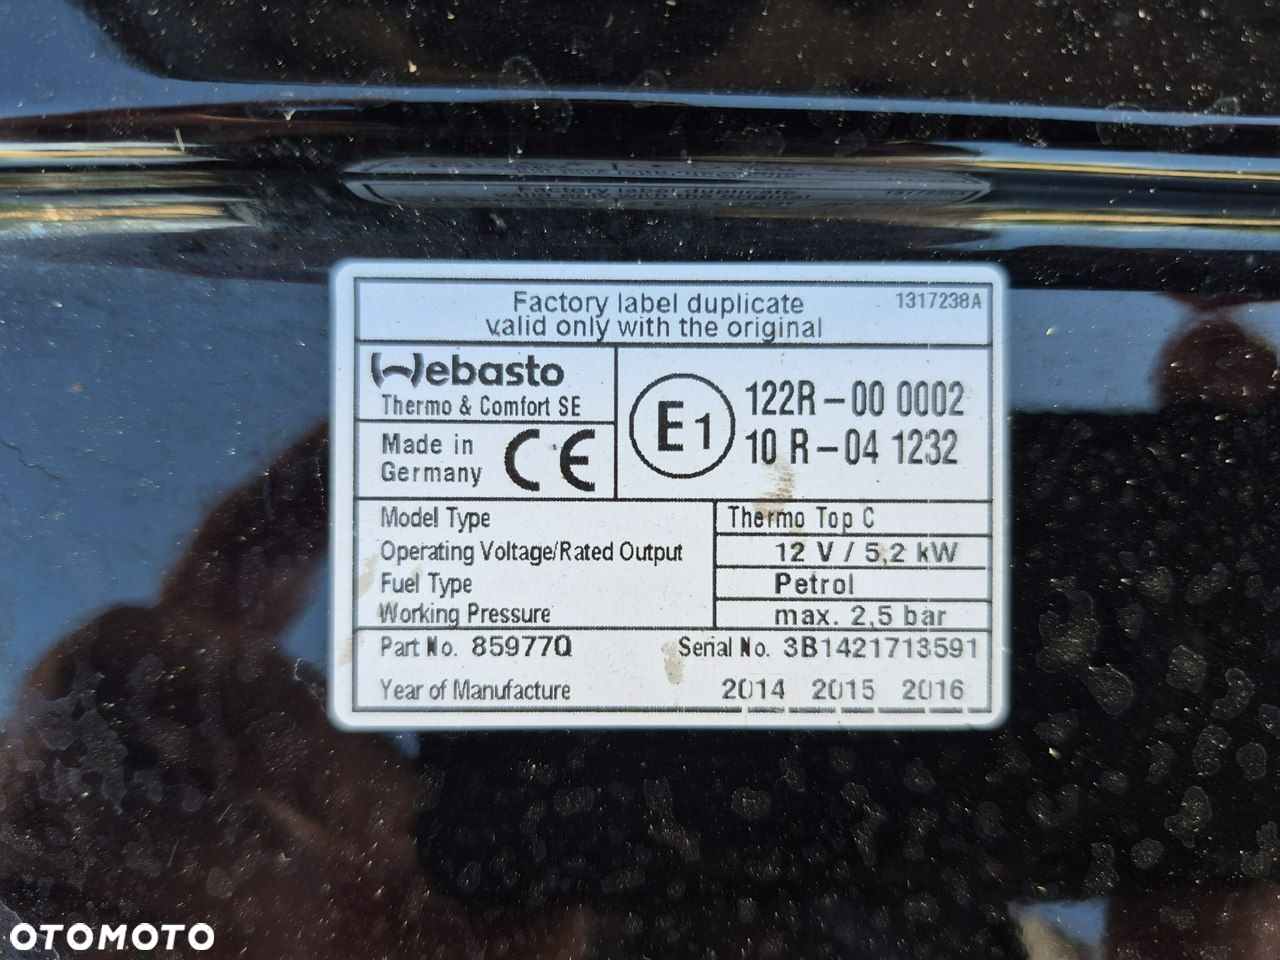 Factory label duplicate
valid only with the original
1317238A
Webasto
Thermo & Comfort SE
Made in
Germany
CE
E1
122R-00 0002
10 R-04 1232
Model Type Thermo Top C
Operating Voltage/Rated Output 12 V / 5,2 kW
Fuel Type Petrol
Working Pressure max. 2,5 bar
Part No. 85977Q Serial No. 3B1421713591
Year of Manufacture 2014 2015 2016
OTOMOTO